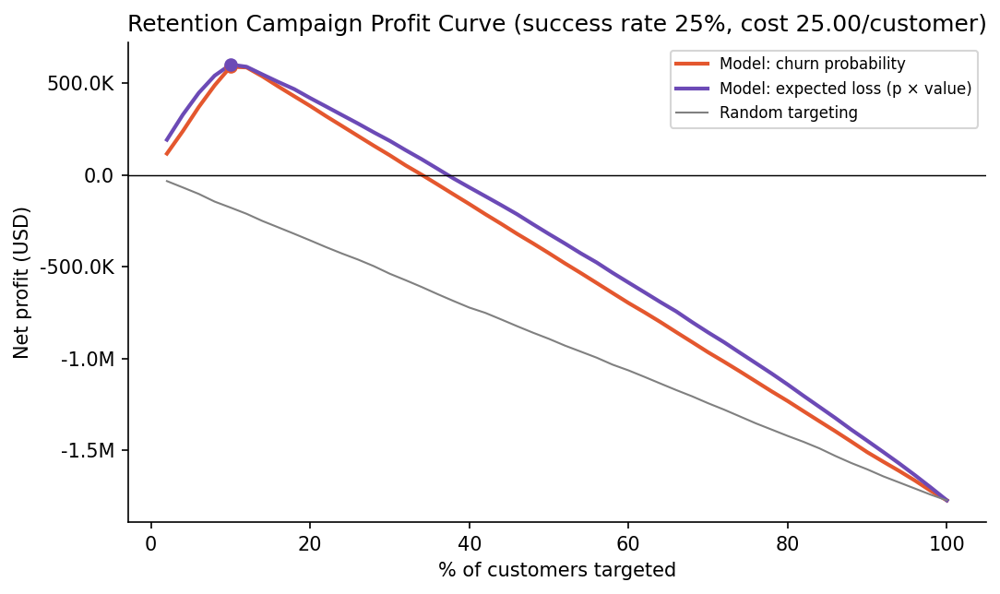 Retention Campaign Profit Curve (success rate 25%, cost 25.00/customer)
Model: churn probability
Model: expected loss (p × value)
Random targeting
Net profit (USD)
500.0K
0.0
-500.0K
-1.0M
-1.5M
0 20 40 60 80 100
% of customers targeted